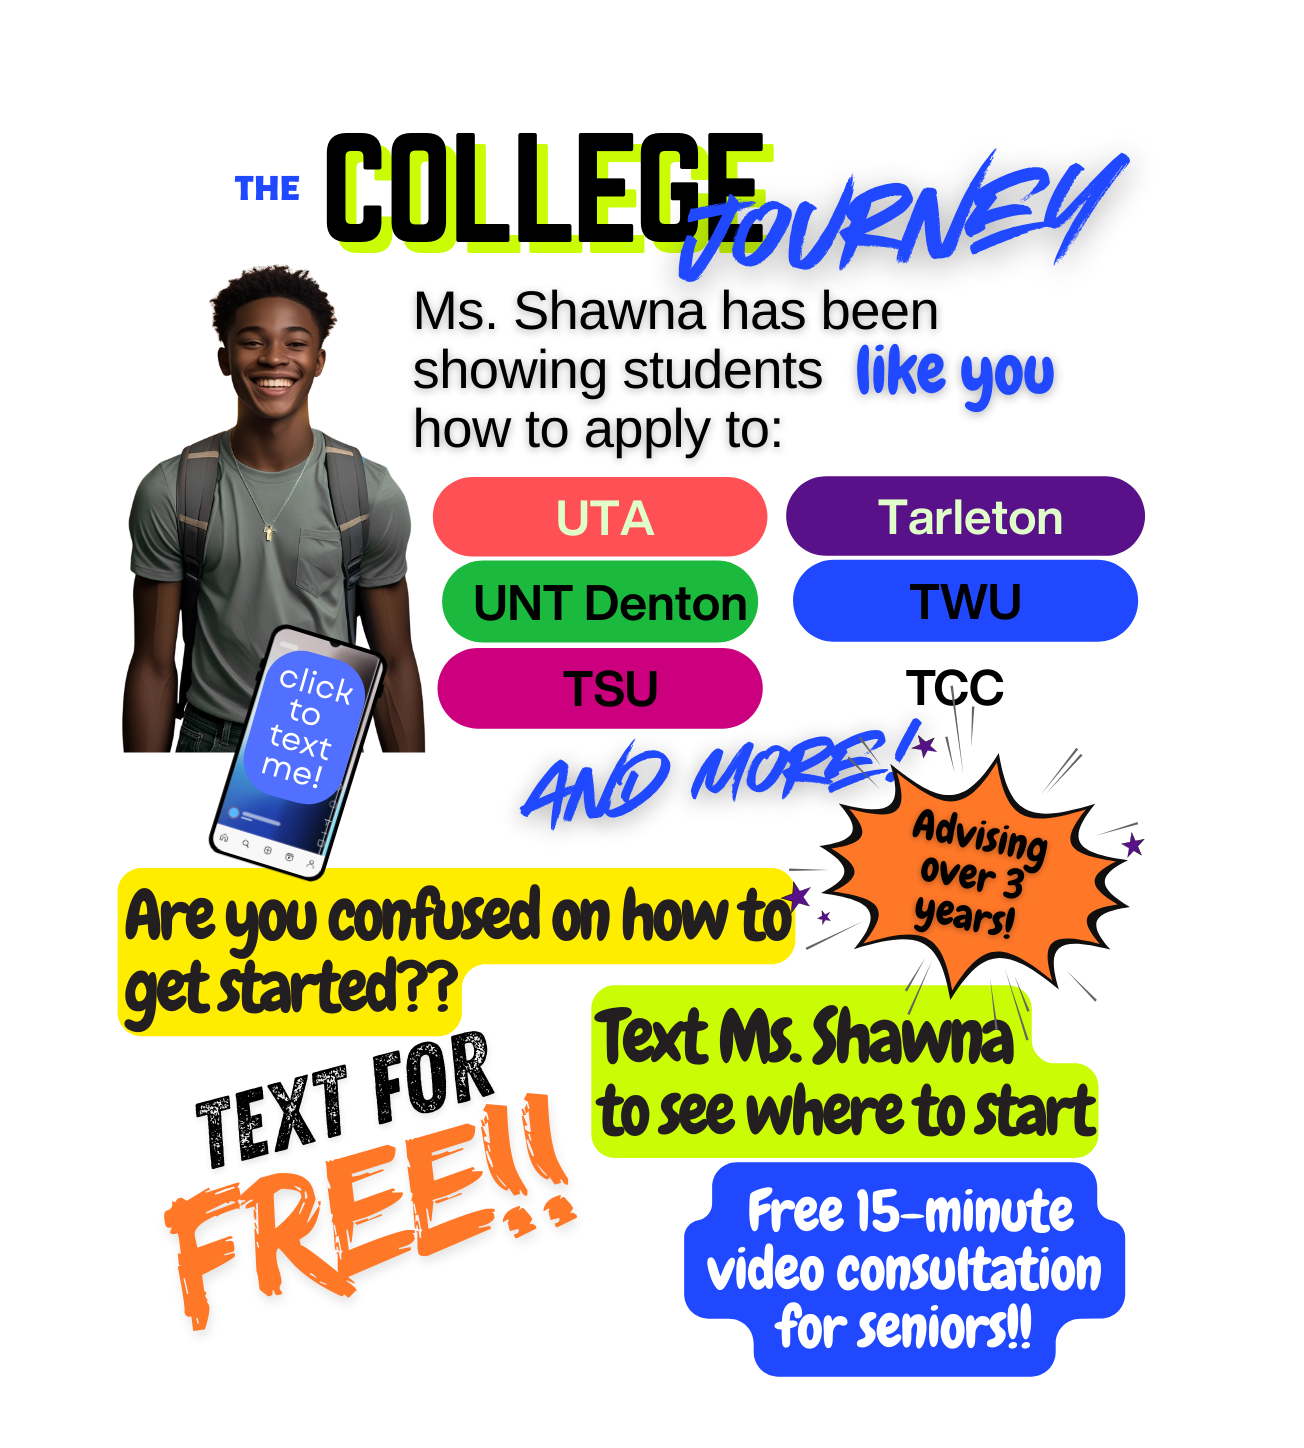 THE COLLEGE JOURNEY
Ms. Shawna has been
showing students like you
how to apply to:
UTA
Tarleton
UNT Denton
TWU
TSU
TCC
AND MORE!
click
to
text
me!
Advising
over 3
years!
Are you confused on how to
get started??
Text Ms. Shawna
to see where to start
TEXT FOR
FREE!!
Free 15-minute
video consultation
for seniors!!